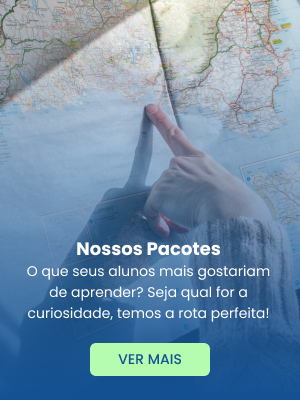 Nossos Pacotes
O que seus alunos mais gostariam
de aprender? Seja qual for a
curiosidade, temos a rota perfeita!
VER MAIS